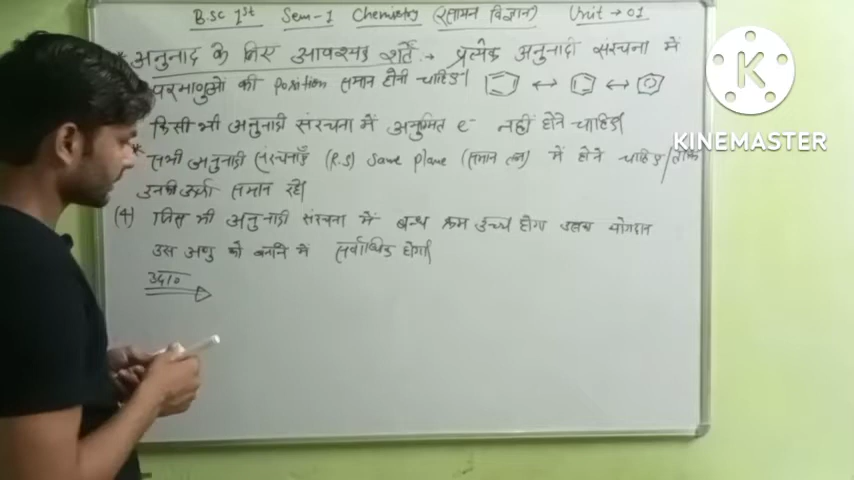 B.sc 1st Sem-1 Chemistry (रसायन विज्ञान) Unit → 01
* अनुनाद के लिए आवश्यक शर्तें → प्रत्येक अनुनादी संरचना में
परमाणुओं की Position समान होनी चाहिए।
किसी भी अनुनादी संरचना में अयुग्मित e- नहीं होने चाहिए।
* सभी अनुनादी संरचनाएँ (R.S) Same Plane (समान तल) में होने चाहिए/ताकि
उनकी ऊर्जा समान रहे।
(4) जिस भी अनुनादी संरचना में बन्ध क्रम उच्च होगा उसका योगदान
उस अणु को बनाने में सर्वाधिक होगा।
उदा०
K
KINEMASTER